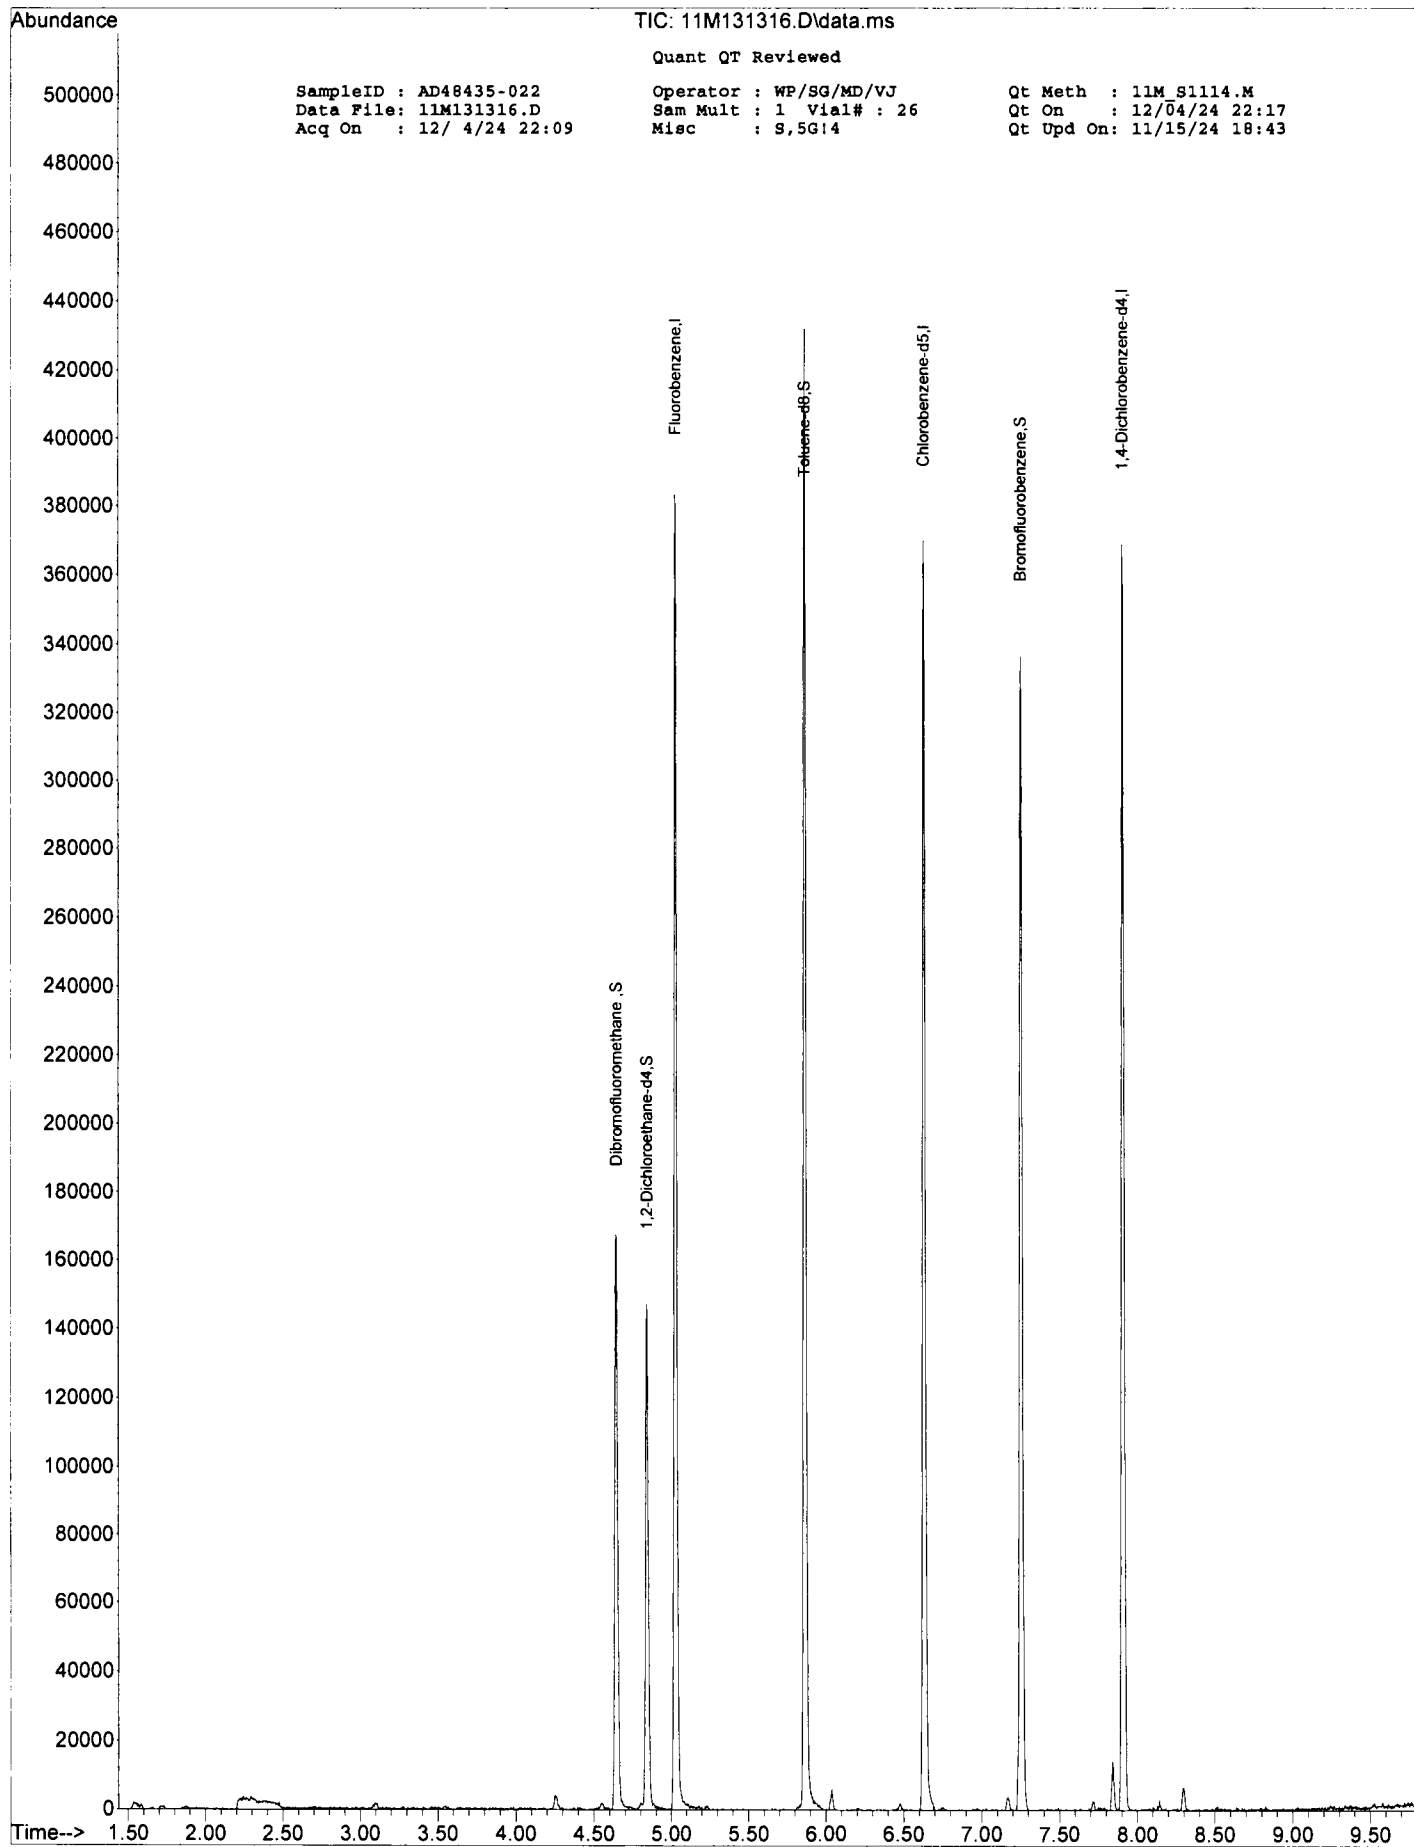 Abundance
TIC: 11M131316.D\data.ms
Quant QT Reviewed
SampleID : AD48435-022 Operator : WP/SG/MD/VJ Qt Meth : 11M_S1114.M
Data File: 11M131316.D Sam Mult : 1 Vial# : 26 Qt On : 12/04/24 22:17
Acq On : 12/ 4/24 22:09 Misc : S,5G!4 Qt Upd On: 11/15/24 18:43
500000
480000
460000
440000
420000
400000
380000
360000
340000
320000
300000
280000
260000
240000
220000
200000
180000
160000
140000
120000
100000
80000
60000
40000
20000
0
Dibromofluoromethane ,S
1,2-Dichloroethane-d4,S
Fluorobenzene,I
Toluene-d8,S
Chlorobenzene-d5,I
Bromofluorobenzene,S
1,4-Dichlorobenzene-d4,I
Time--> 1.50 2.00 2.50 3.00 3.50 4.00 4.50 5.00 5.50 6.00 6.50 7.00 7.50 8.00 8.50 9.00 9.50